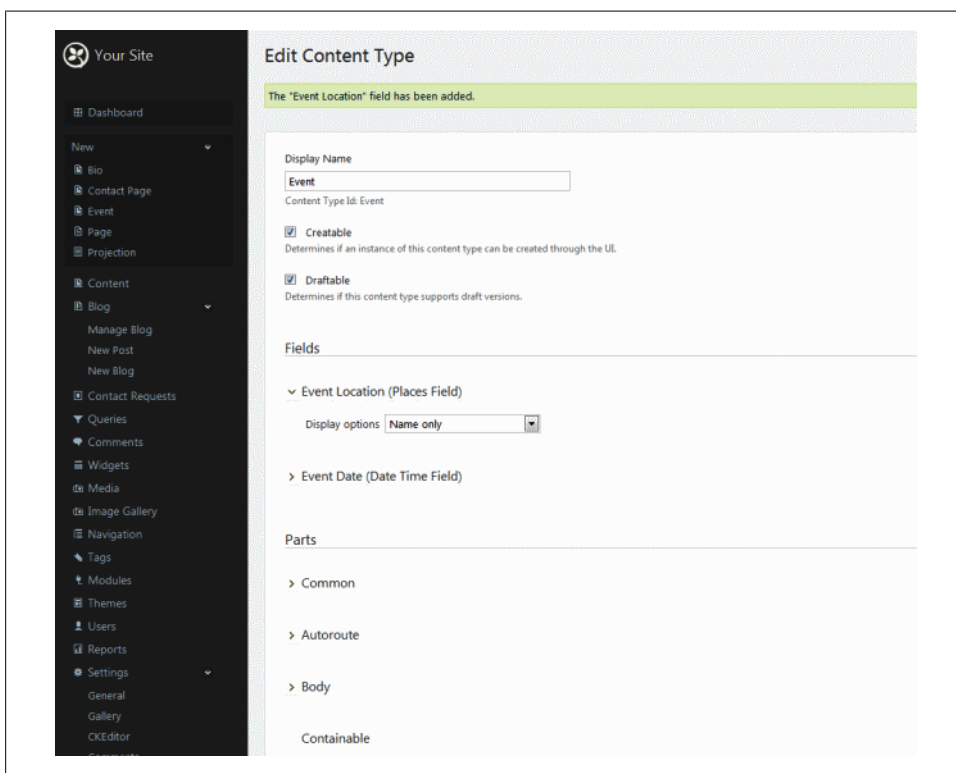 Your Site
Dashboard
New
Bio
Contact Page
Event
Page
Projection
Content
Blog
Manage Blog
New Post
New Blog
Contact Requests
Queries
Comments
Widgets
Media
Image Gallery
Navigation
Tags
Modules
Themes
Users
Reports
Settings
General
Gallery
CKEditor
Comments
Edit Content Type
The "Event Location" field has been added.
Display Name
Event
Content Type Id: Event
Creatable
Determines if an instance of this content type can be created through the UI.
Draftable
Determines if this content type supports draft versions.
Fields
Event Location (Places Field)
Display options Name only
Event Date (Date Time Field)
Parts
Common
Autoroute
Body
Containable